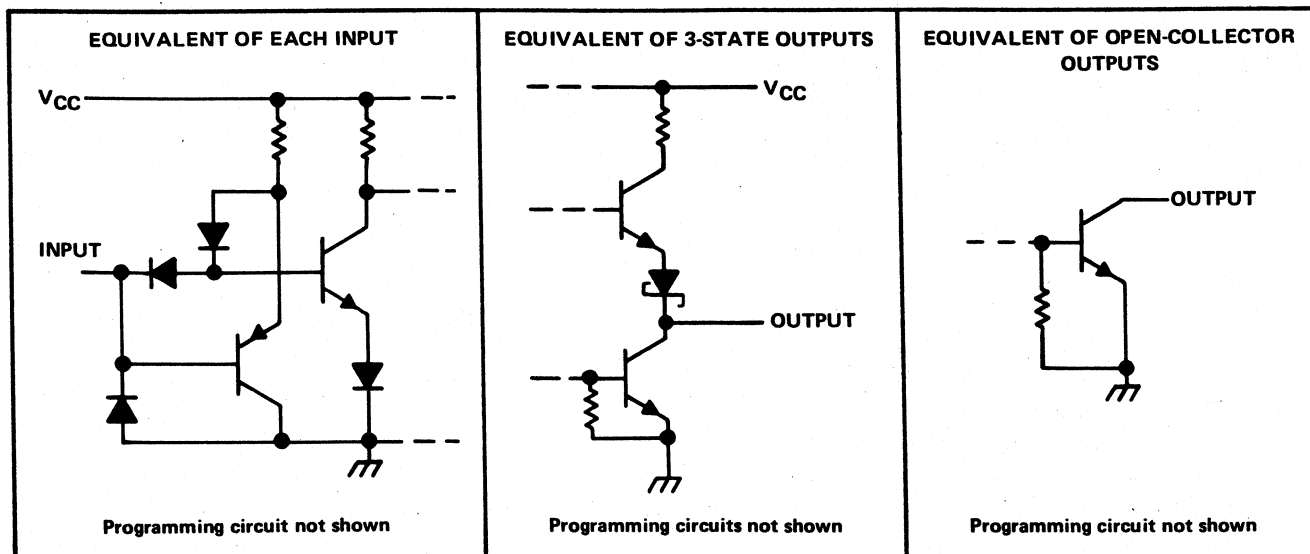 EQUIVALENT OF EACH INPUT
VCC
INPUT
Programming circuit not shown
EQUIVALENT OF 3-STATE OUTPUTS
VCC
OUTPUT
Programming circuits not shown
EQUIVALENT OF OPEN-COLLECTOR
OUTPUTS
OUTPUT
Programming circuit not shown